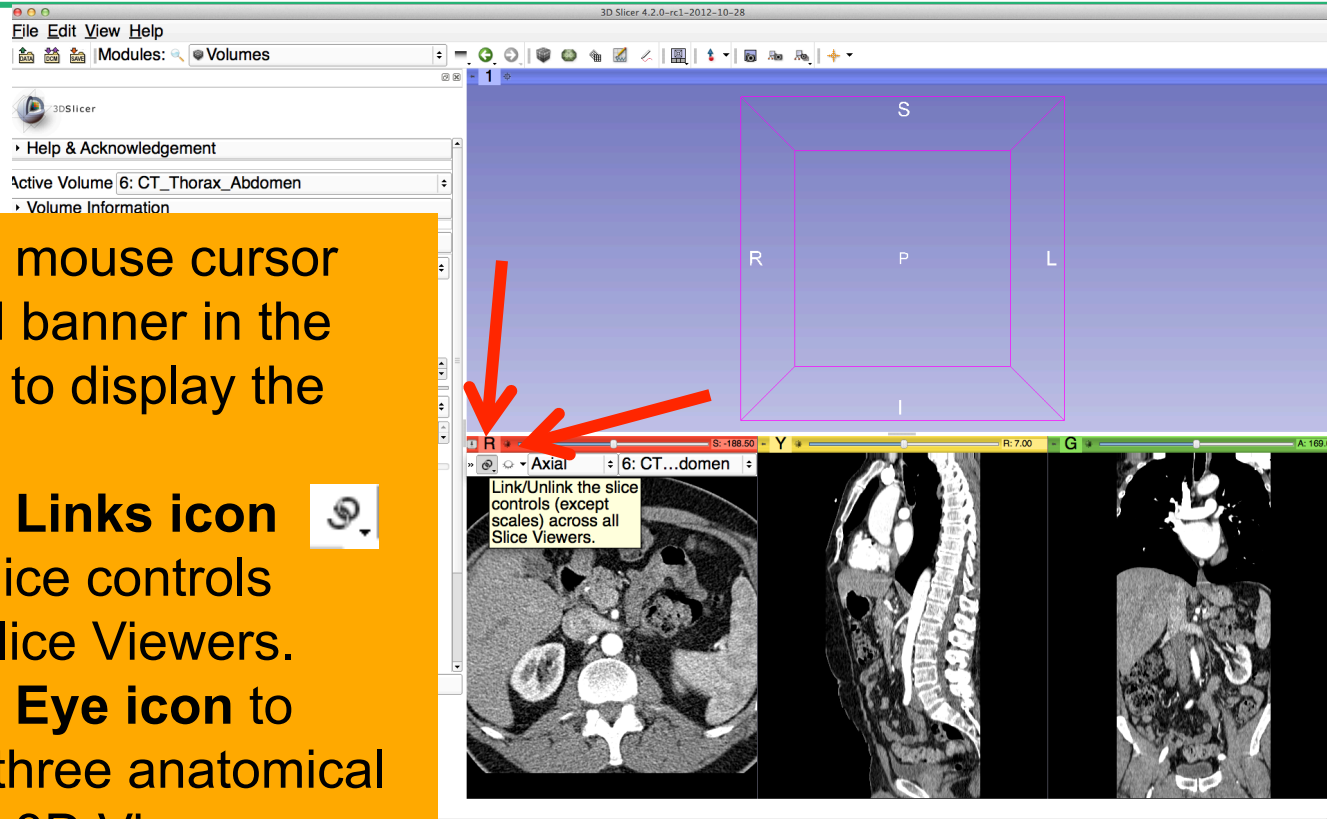 3D Slicer 4.2.0-rc1-2012-10-28
File Edit View Help
DATA DCM SAVE Modules: Volumes
1
3DSlicer
Help & Acknowledgement
Active Volume 6: CT_Thorax_Abdomen
Volume Information
S
R P L
I
mouse cursor
banner in the
to display the
Links icon
ice controls
lice Viewers.
Eye icon to
three anatomical
R S: -188.50 Y R: 7.00 G A: 169.
Axial 6: CT...domen
Link/Unlink the slice
controls (except
scales) across all
Slice Viewers.